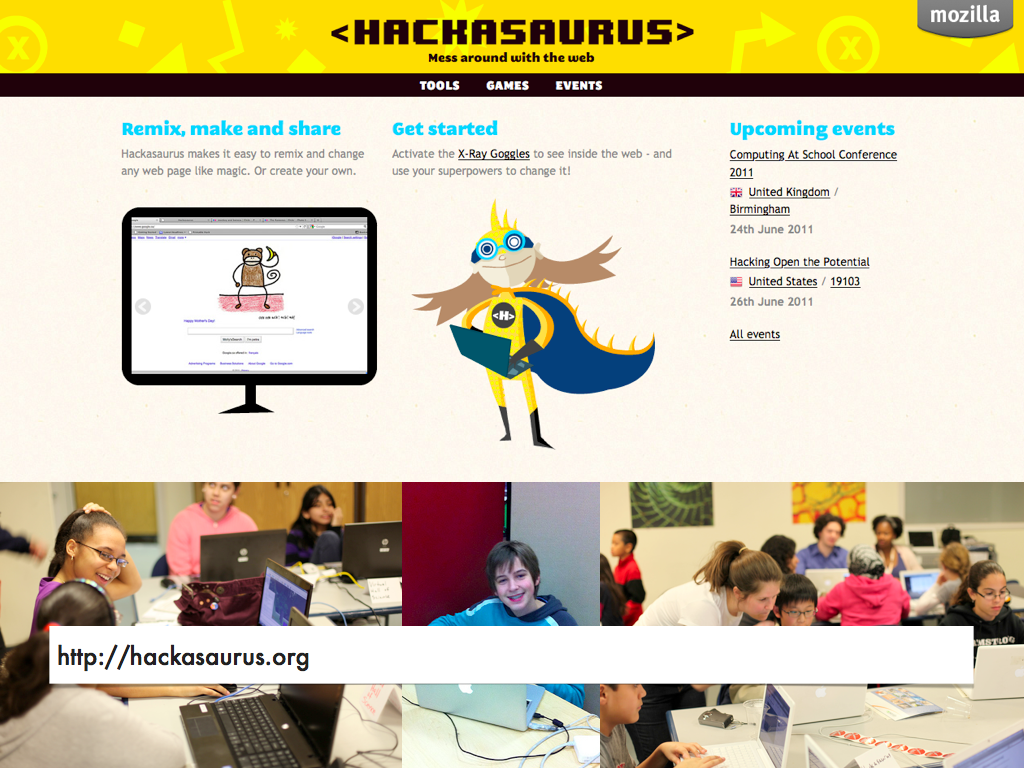 mozilla
<HACKASAURUS>
Mess around with the web
TOOLS GAMES EVENTS
Remix, make and share
Hackasaurus makes it easy to remix and change
any web page like magic. Or create your own.
Get started
Activate the X-Ray Goggles to see inside the web - and
use your superpowers to change it!
<H>
Upcoming events
Computing At School Conference
2011
United Kingdom /
Birmingham
24th June 2011
Hacking Open the Potential
United States / 19103
26th June 2011
All events
Happy Mother's Day!
http://hackasaurus.org